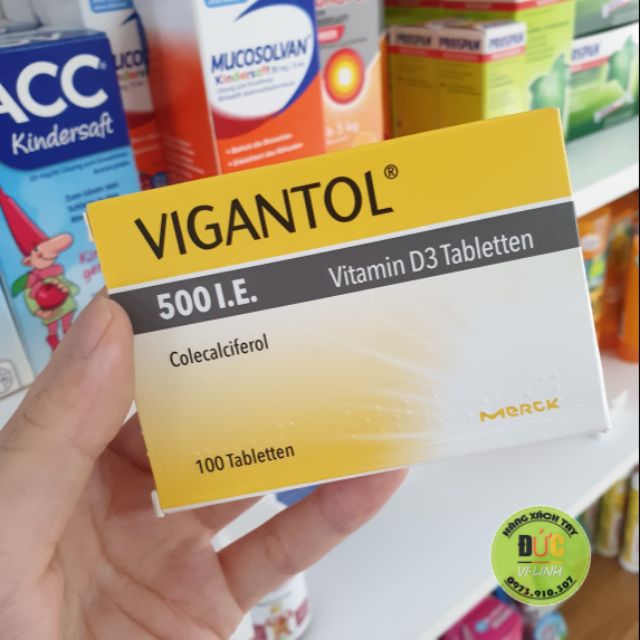 ACC
Kindersaft
MUCOSOLVAN®
Kindersaft
PROSPAN
PROSPAN
VIGANTOL®
500 I.E. Vitamin D3 Tabletten
Colecalciferol
100 Tabletten
MERCK
HÀNG XÁCH TAY
ĐỨC
VI-LINH
0973.910.307